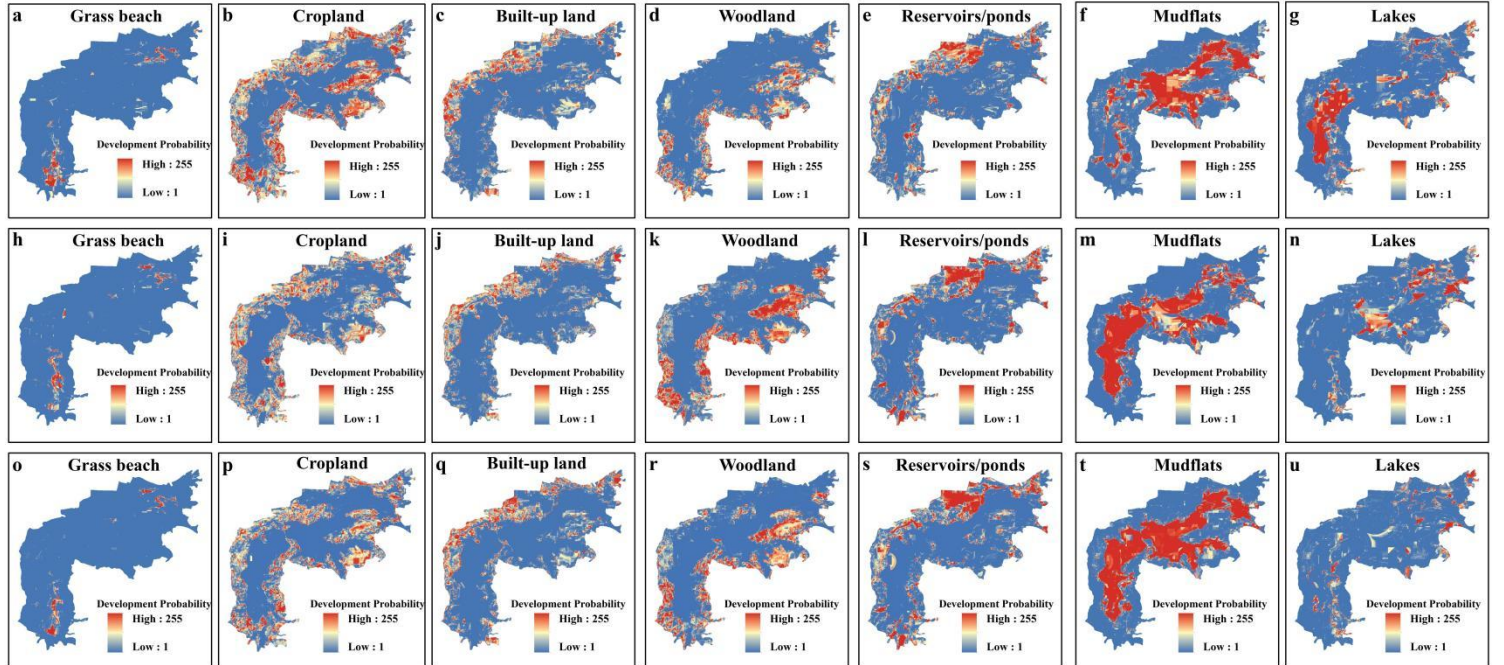 a Grass beach
Development Probability
High : 255
Low : 1
b Cropland
Development Probability
High : 255
Low : 1
c Built-up land
Development Probability
High : 255
Low : 1
d Woodland
Development Probability
High : 255
Low : 1
e Reservoirs/ponds
Development Probability
High : 255
Low : 1
f Mudflats
Development Probability
High : 255
Low : 1
g Lakes
Development Probability
High : 255
Low : 1
h Grass beach
Development Probability
High : 255
Low : 1
i Cropland
Development Probability
High : 255
Low : 1
j Built-up land
Development Probability
High : 255
Low : 1
k Woodland
Development Probability
High : 255
Low : 1
l Reservoirs/ponds
Development Probability
High : 255
Low : 1
m Mudflats
Development Probability
High : 255
Low : 1
n Lakes
Development Probability
High : 255
Low : 1
o Grass beach
Development Probability
High : 255
Low : 1
p Cropland
Development Probability
High : 255
Low : 1
q Built-up land
Development Probability
High : 255
Low : 1
r Woodland
Development Probability
High : 255
Low : 1
s Reservoirs/ponds
Development Probability
High : 255
Low : 1
t Mudflats
Development Probability
High : 255
Low : 1
u Lakes
Development Probability
High : 255
Low : 1